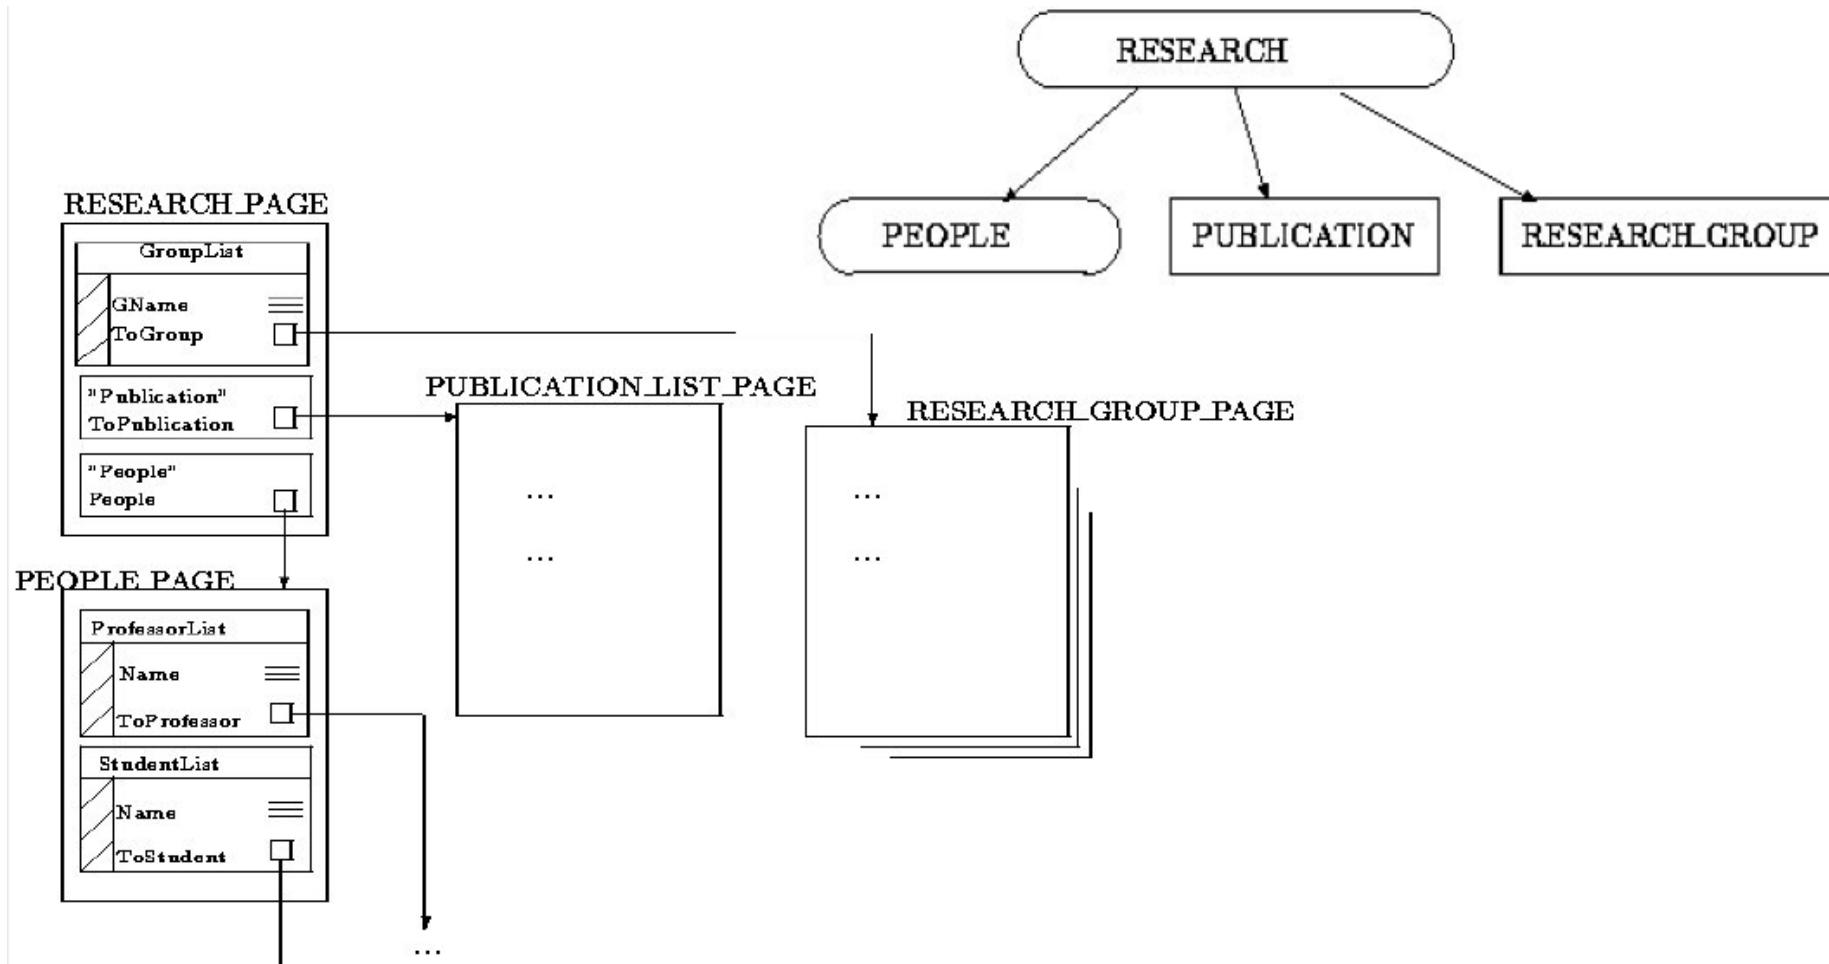 RESEARCH
PEOPLE
PUBLICATION
RESEARCH_GROUP
RESEARCH_PAGE
GroupList
GName
ToGroup
"Publication"
ToPublication
"People"
People
PUBLICATION_LIST_PAGE
...
...
RESEARCH_GROUP_PAGE
...
...
PEOPLE_PAGE
ProfessorList
Name
ToProfessor
StudentList
Name
ToStudent
...